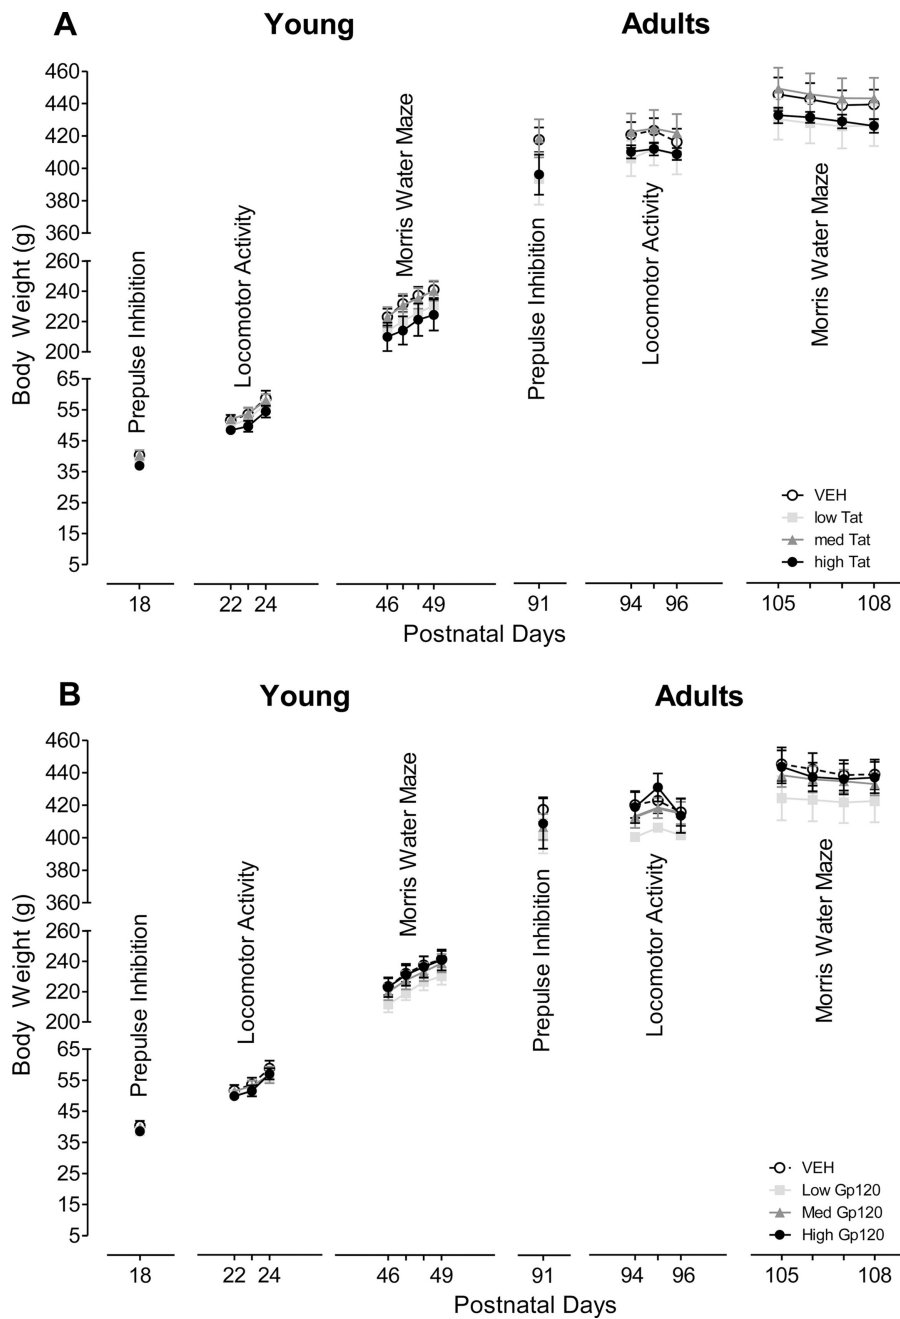 A
Young
Adults
460
440
420
400
380
360
260
240
220
200
65
55
45
35
25
15
5
Body Weight (g)
Prepulse Inhibition
Locomotor Activity
Morris Water Maze
Prepulse Inhibition
Locomotor Activity
Morris Water Maze
VEH
low Tat
med Tat
high Tat
18
22 24
46 49
91
94 96
105 108
Postnatal Days
B
Young
Adults
460
440
420
400
380
360
260
240
220
200
65
55
45
35
25
15
5
Body Weight (g)
Prepulse Inhibition
Locomotor Activity
Morris Water Maze
Prepulse Inhibition
Locomotor Activity
Morris Water Maze
VEH
Low Gp120
Med Gp120
High Gp120
18
22 24
46 49
91
94 96
105 108
Postnatal Days